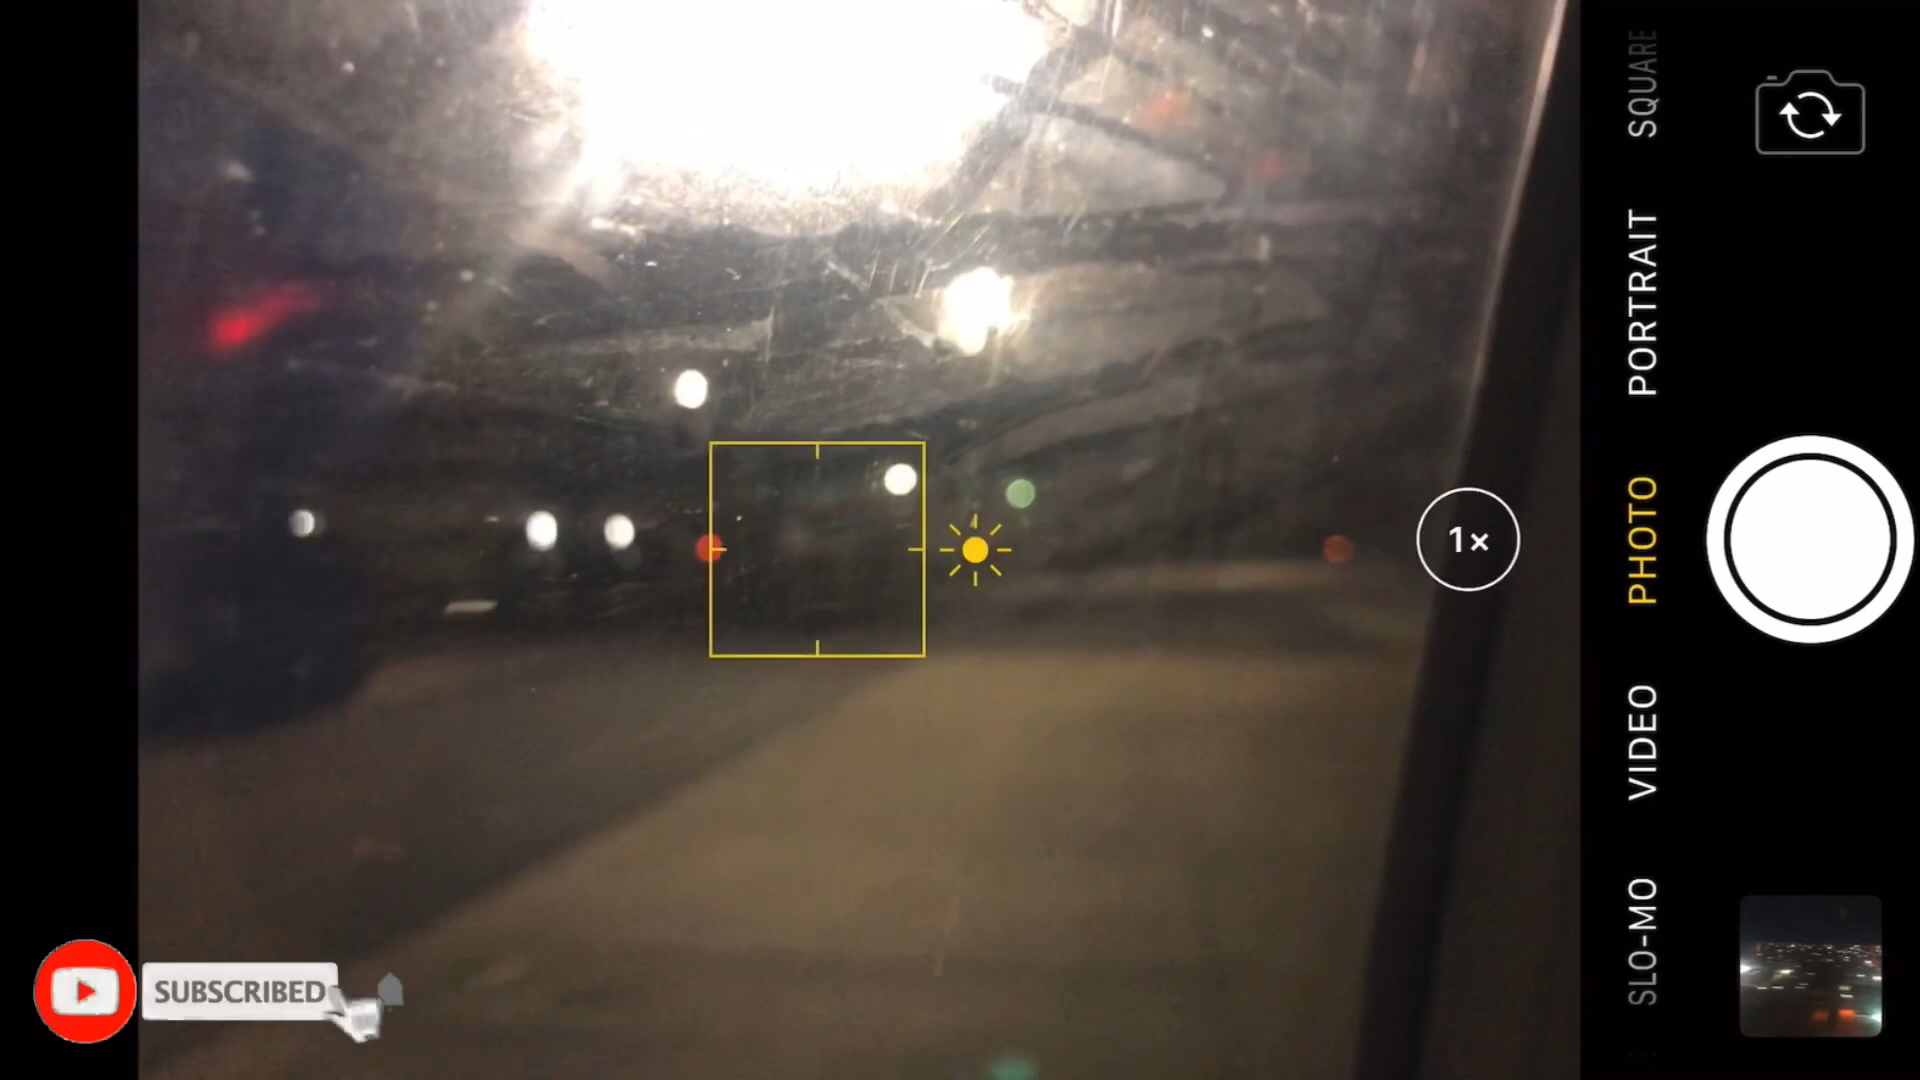 SQUARE
PORTRAIT
1×
PHOTO
VIDEO
SLO-MO
SUBSCRIBED